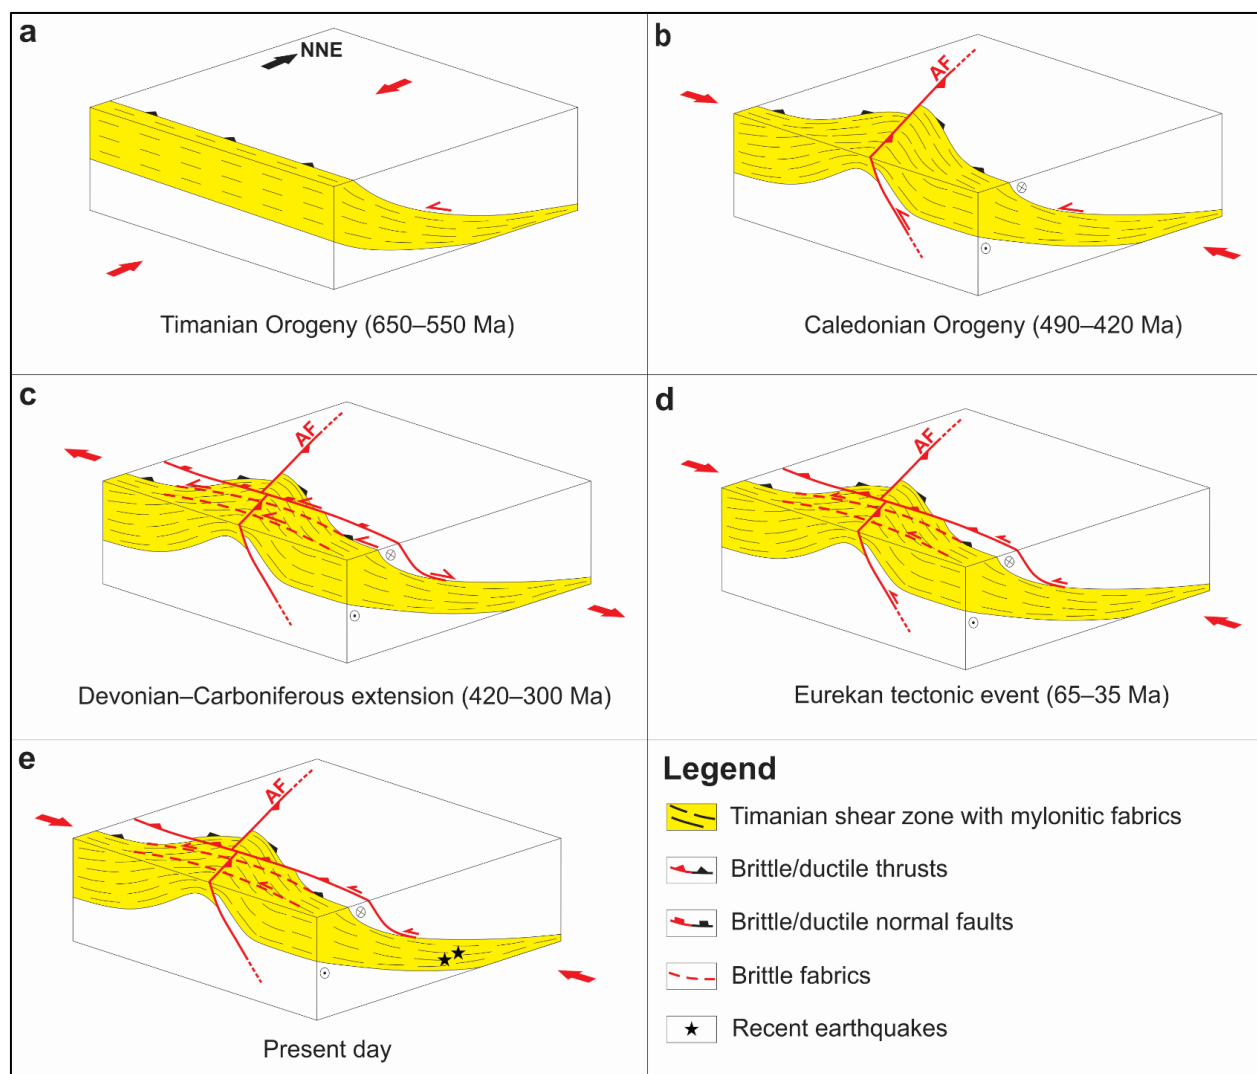 a
NNE
Timanian Orogeny (650–550 Ma)
b
AF
Caledonian Orogeny (490–420 Ma)
c
AF
Devonian–Carboniferous extension (420–300 Ma)
d
AF
Eurekan tectonic event (65–35 Ma)
e
AF
Present day
Legend
Timanian shear zone with mylonitic fabrics
Brittle/ductile thrusts
Brittle/ductile normal faults
Brittle fabrics
Recent earthquakes